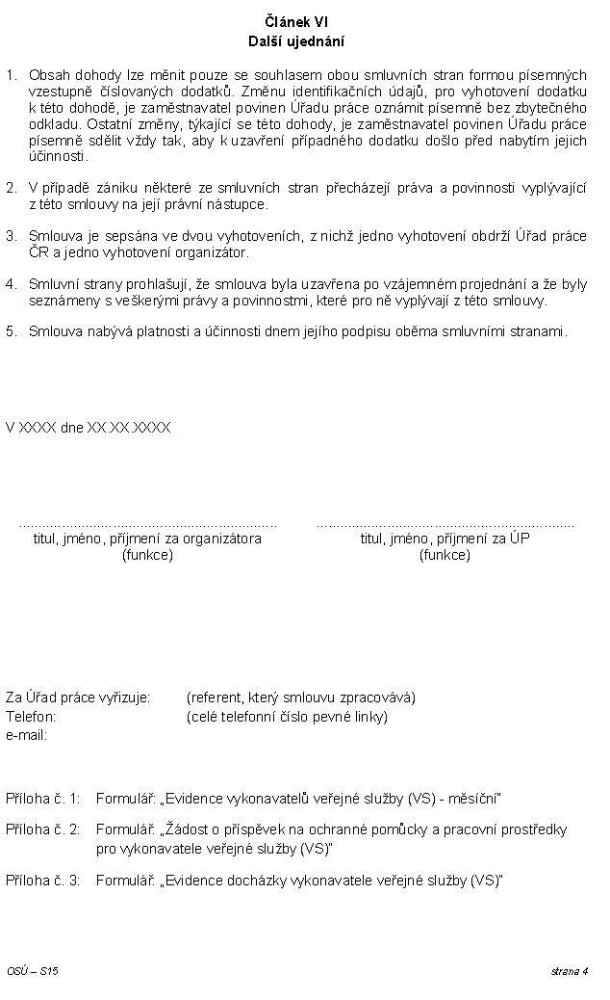 Článek VI
Další ujednání
1. Obsah dohody lze měnit pouze se souhlasem obou smluvních stran formou písemných
vzestupně číslovaných dodatků. Změnu identifikačních údajů, pro vyhotovení dodatku
k této dohodě, je zaměstnavatel povinen Úřadu práce oznámit písemně bez zbytečného
odkladu. Ostatní změny, týkající se této dohody, je zaměstnavatel povinen Úřadu práce
písemně sdělit vždy tak, aby k uzavření případného dodatku došlo před nabytím jejich
účinnosti.
2. V případě zániku některé ze smluvních stran přecházejí práva a povinnosti vyplývající
z této smlouvy na její právní nástupce.
3. Smlouva je sepsána ve dvou vyhotoveních, z nichž jedno vyhotovení obdrží Úřad práce
ČR a jedno vyhotovení organizátor.
4. Smluvní strany prohlašují, že smlouva byla uzavřena po vzájemném projednání a že byly
seznámeny s veškerými právy a povinnostmi, které pro ně vyplývají z této smlouvy.
5. Smlouva nabývá platnosti a účinnosti dnem jejího podpisu oběma smluvními stranami.
V XXXX dne XX.XX.XXXX
.................................................................. ..................................................................
titul, jméno, příjmení za organizátora titul, jméno, příjmení za ÚP
(funkce) (funkce)
Za Úřad práce vyřizuje: (referent, který smlouvu zpracovává)
Telefon: (celé telefonní číslo pevné linky)
e-mail:
Příloha č. 1: Formulář: „Evidence vykonavatelů veřejné služby (VS) - měsíční“
Příloha č. 2: Formulář: „Žádost o příspěvek na ochranné pomůcky a pracovní prostředky
pro vykonavatele veřejné služby (VS)“
Příloha č. 3: Formulář: „Evidence docházky vykonavatele veřejné služby (VS)“
OSÚ – S15 strana 4